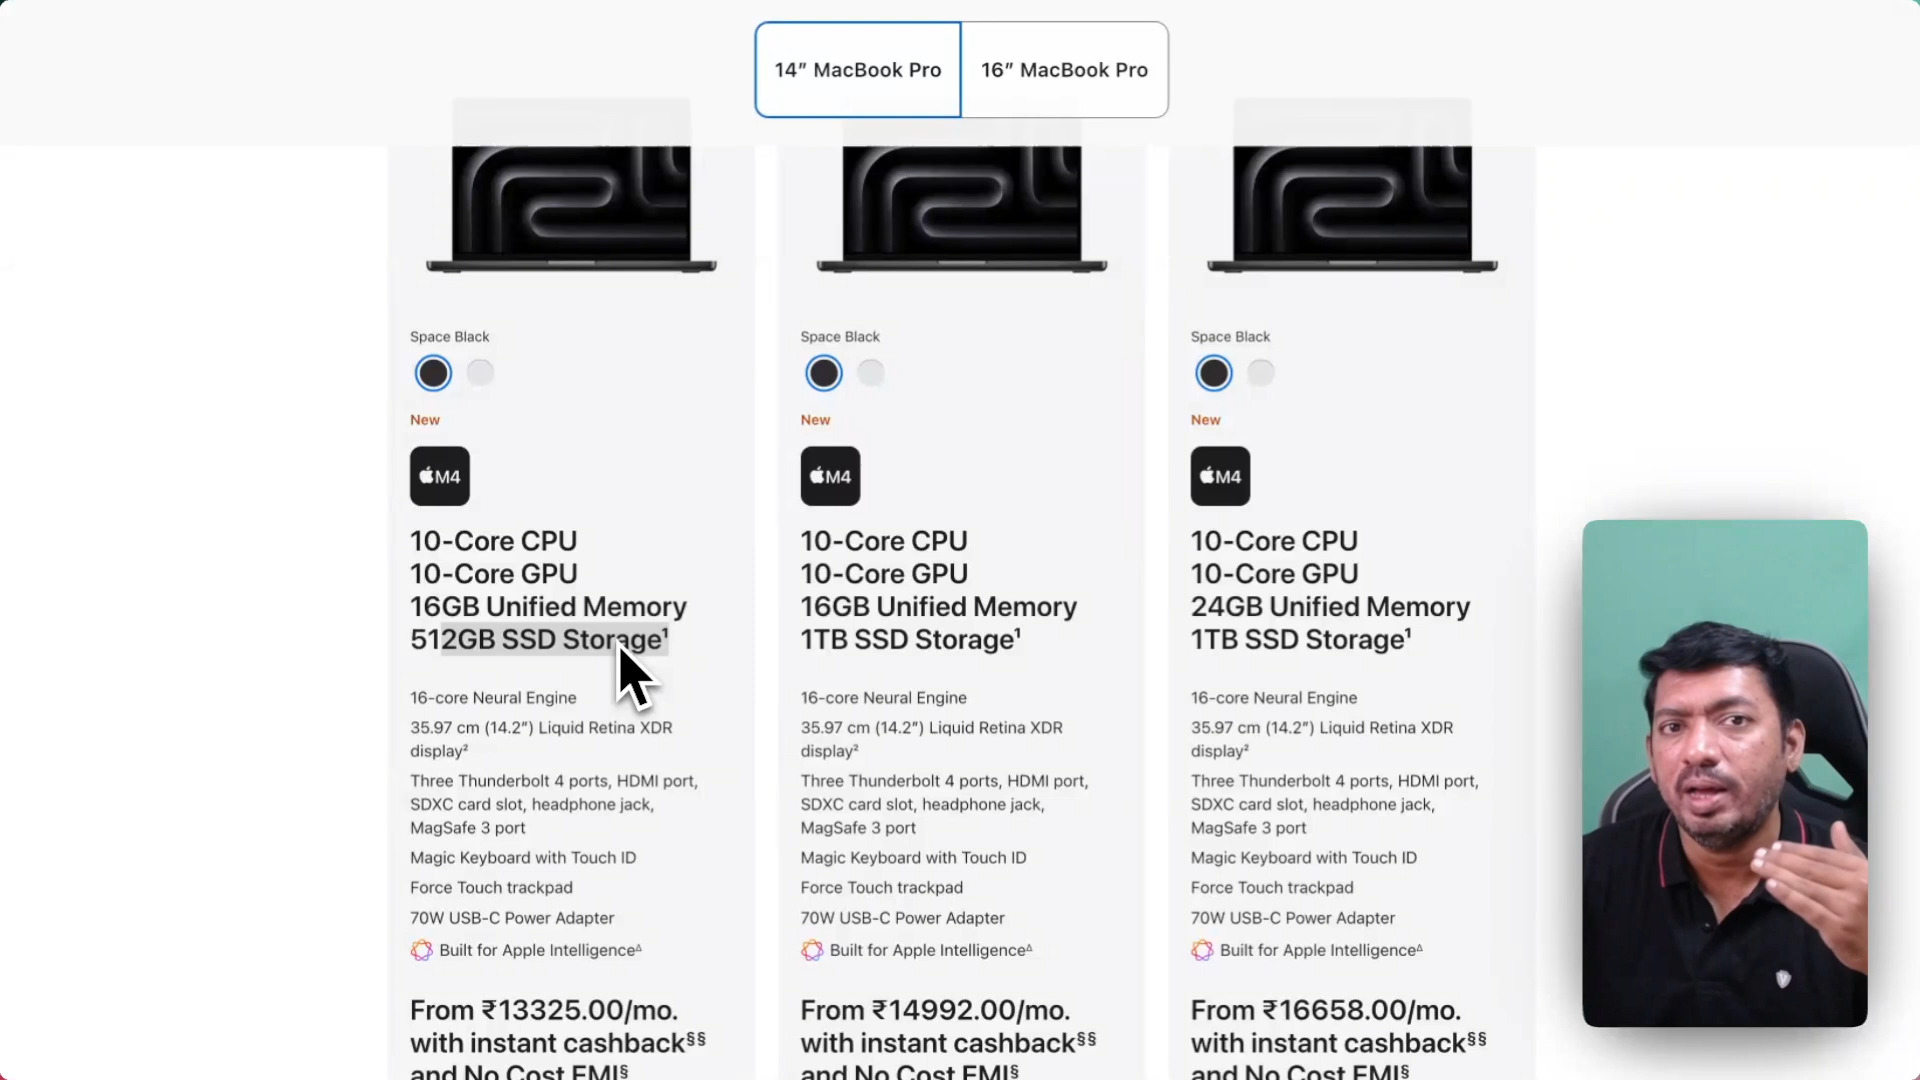 14” MacBook Pro
16” MacBook Pro
Space Black
New
M4
10-Core CPU
10-Core GPU
16GB Unified Memory
512GB SSD Storage¹
16-core Neural Engine
35.97 cm (14.2″) Liquid Retina XDR
display²
Three Thunderbolt 4 ports, HDMI port,
SDXC card slot, headphone jack,
MagSafe 3 port
Magic Keyboard with Touch ID
Force Touch trackpad
70W USB-C Power Adapter
Built for Apple Intelligence∆
From ₹13325.00/mo.
with instant cashback§§
and No Cost EMI§
Space Black
New
M4
10-Core CPU
10-Core GPU
16GB Unified Memory
1TB SSD Storage¹
16-core Neural Engine
35.97 cm (14.2″) Liquid Retina XDR
display²
Three Thunderbolt 4 ports, HDMI port,
SDXC card slot, headphone jack,
MagSafe 3 port
Magic Keyboard with Touch ID
Force Touch trackpad
70W USB-C Power Adapter
Built for Apple Intelligence∆
From ₹14992.00/mo.
with instant cashback§§
and No Cost EMI§
Space Black
New
M4
10-Core CPU
10-Core GPU
24GB Unified Memory
1TB SSD Storage¹
16-core Neural Engine
35.97 cm (14.2″) Liquid Retina XDR
display²
Three Thunderbolt 4 ports, HDMI port,
SDXC card slot, headphone jack,
MagSafe 3 port
Magic Keyboard with Touch ID
Force Touch trackpad
70W USB-C Power Adapter
Built for Apple Intelligence∆
From ₹16658.00/mo.
with instant cashback§§
and No Cost EMI§